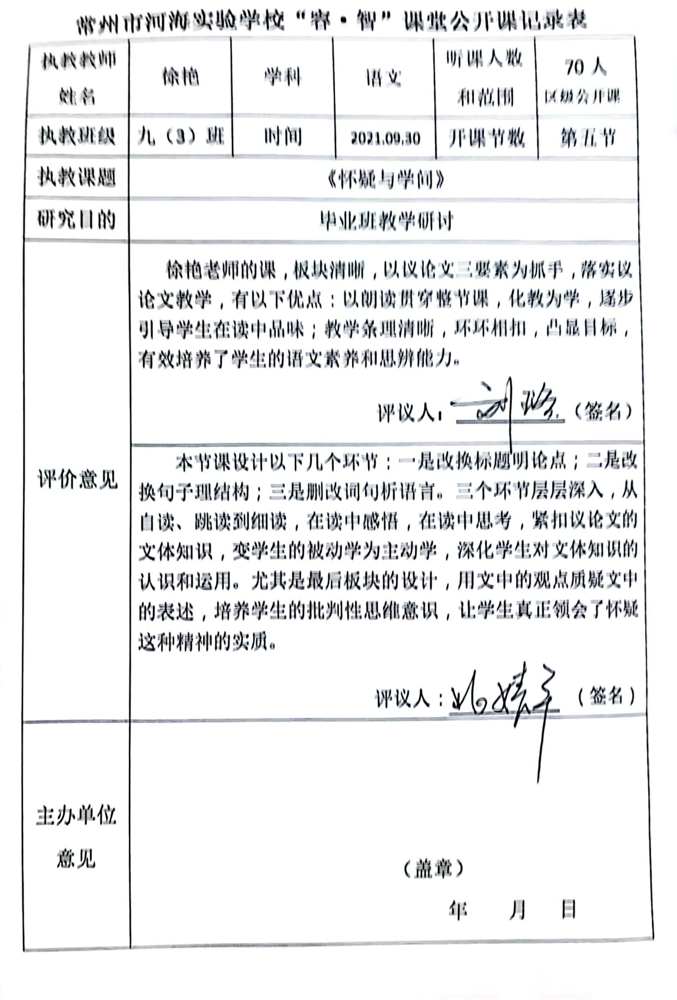 常州市河海实验学校“容·智”课堂公开课记录表
执教教师
姓名
徐艳
学科
语文
听课人数
和范围
70 人
区级公开课
执教班级
九（3）班
时间
2021.09.30
开课节数
第五节
执教课题
《怀疑与学问》
研究目的
毕业班教学研讨
评价意见
徐艳老师的课，板块清晰，以议论文三要素为抓手，落实议
论文教学，有以下优点：以朗读贯穿整节课，化教为学，逐步
引导学生在读中品味；教学条理清晰，环环相扣，凸显目标，
有效培养了学生的语文素养和思辨能力。
评议人：刘（签名）
本节课设计以下几个环节：一是改换标题明论点；二是改
换句子理结构；三是删改词句析语言。三个环节层层深入，从
自读、跳读到细读，在读中感悟，在读中思考，紧扣议论文的
文体知识，变学生的被动学为主动学，深化学生对文体知识的
认识和运用。尤其是最后板块的设计，用文中的观点质疑文中
的表述，培养学生的批判性思维意识，让学生真正领会了怀疑
这种精神的实质。
评议人：（签名）
主办单位
意见
（盖章）
年 月 日